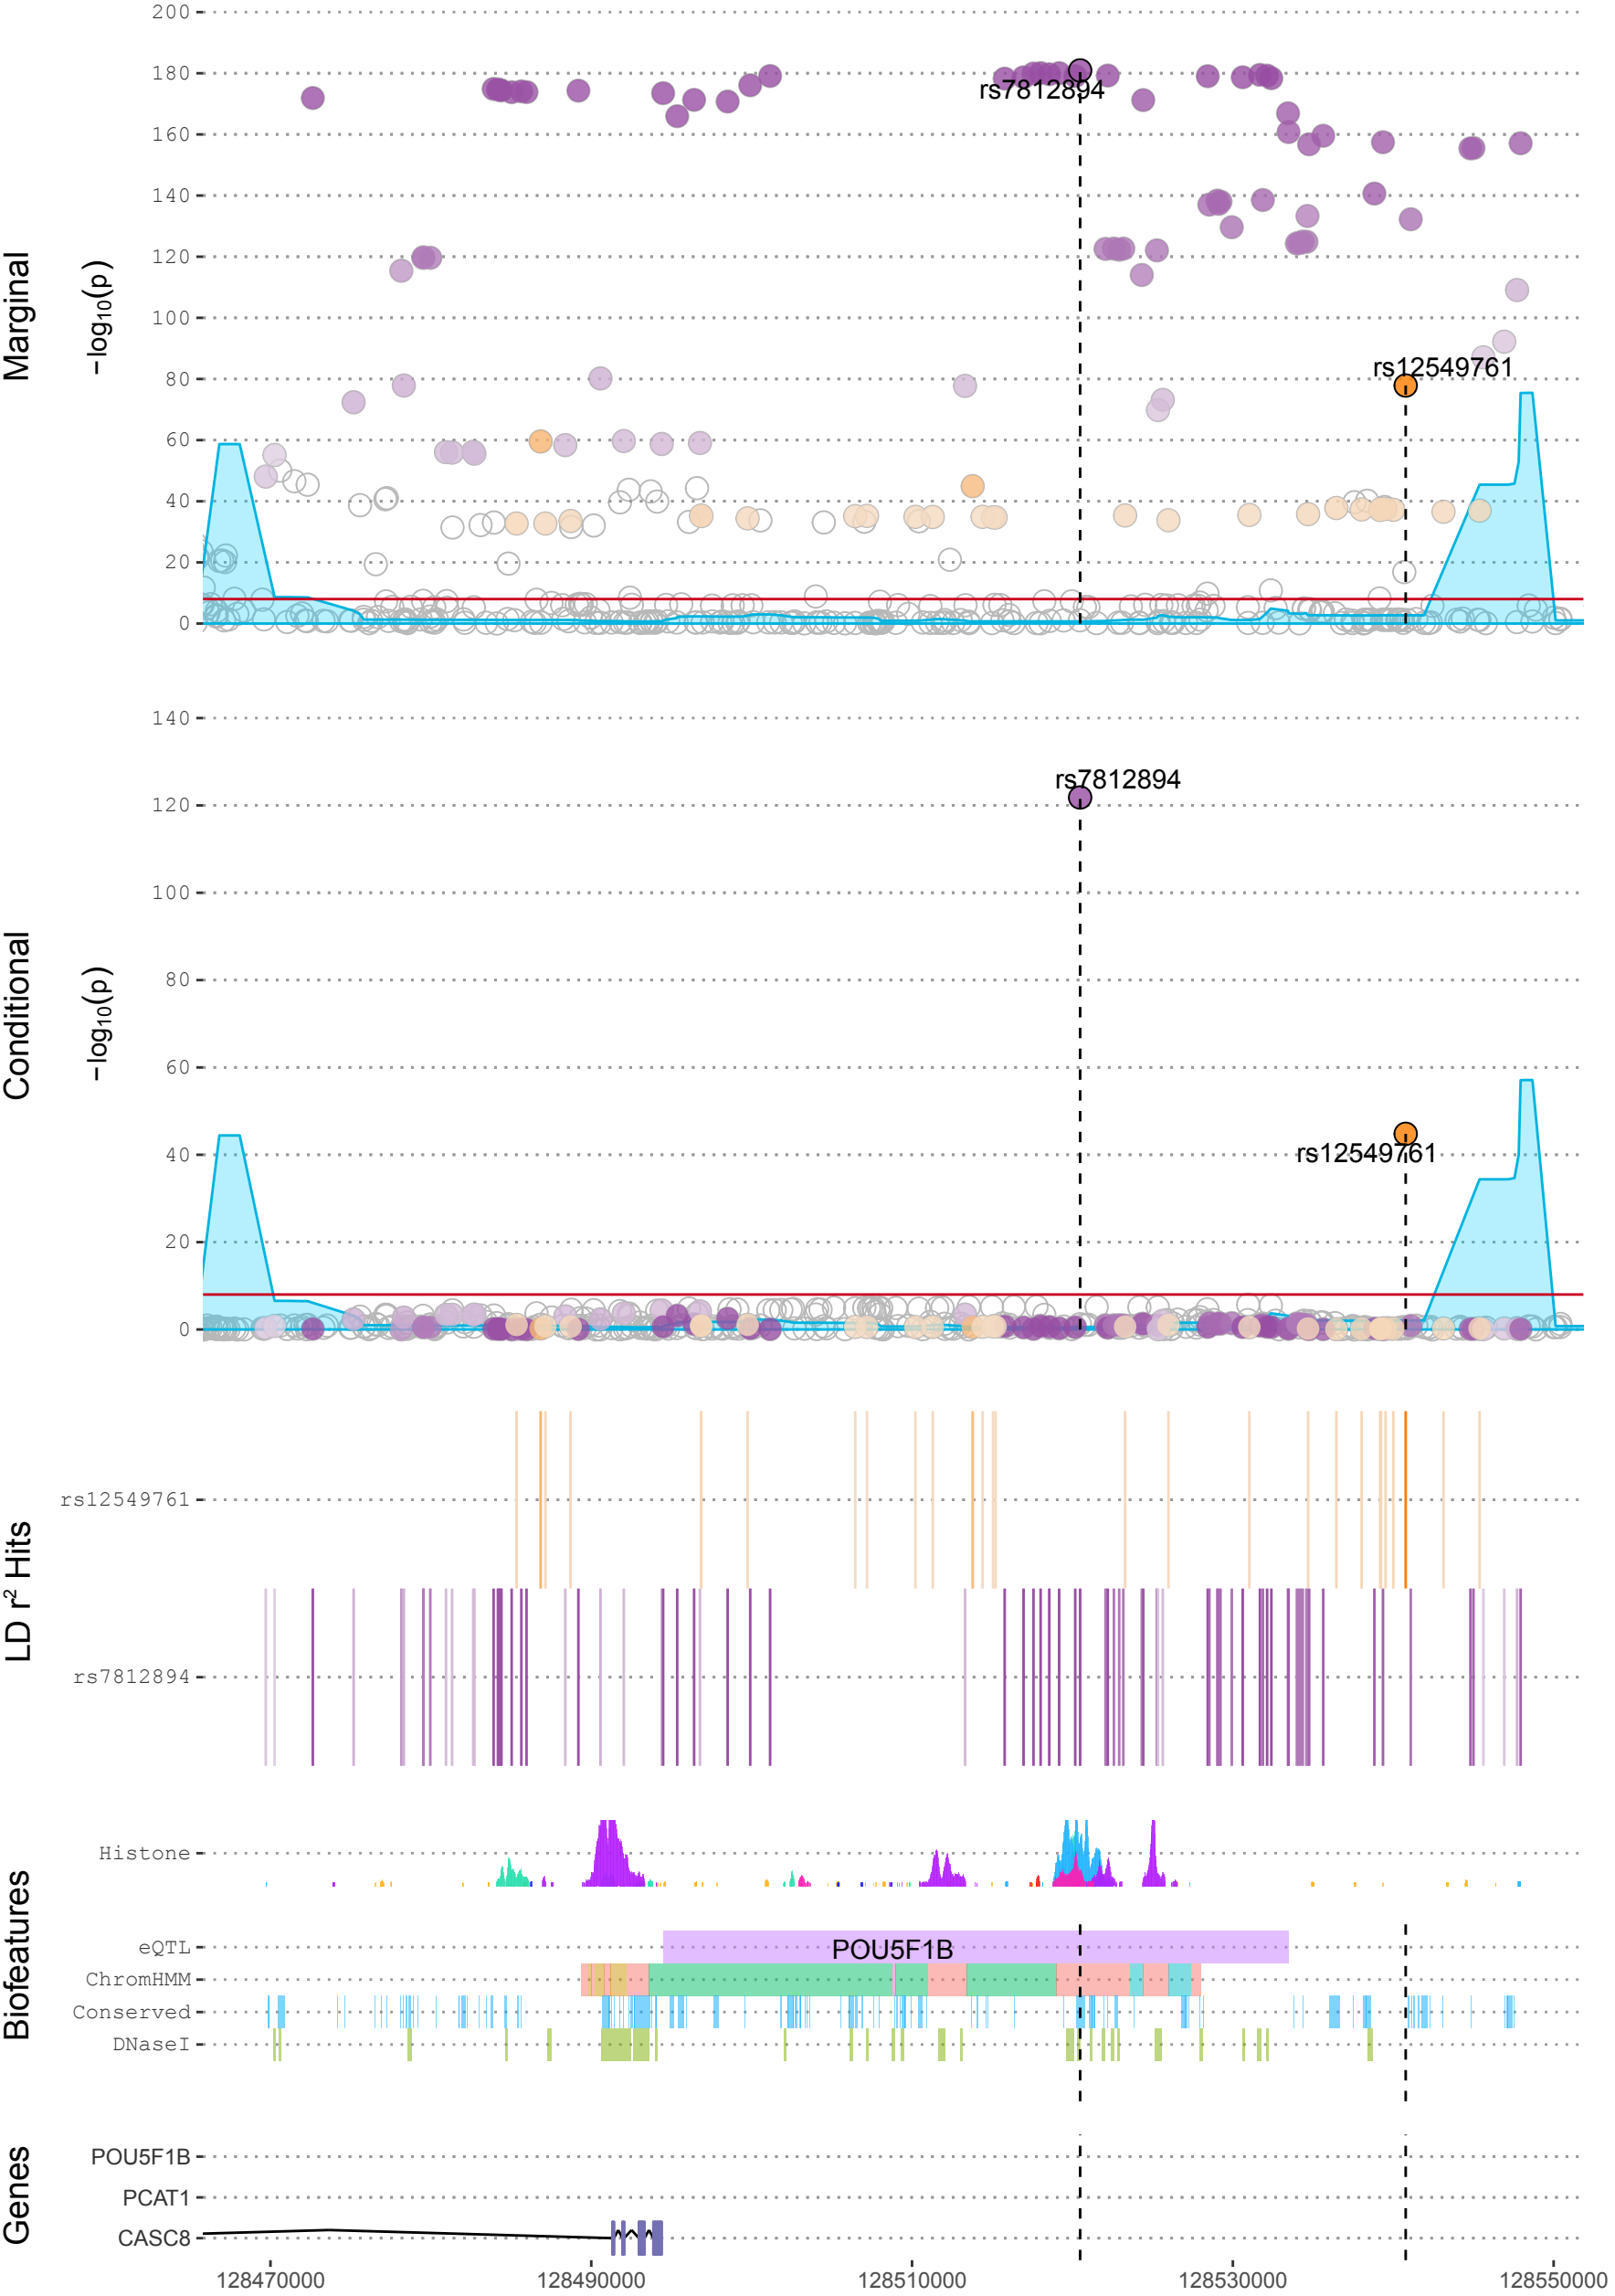 Marginal
−log10(p)
200
180
160
140
120
100
80
60
40
20
0
rs7812894
rs12549761
Conditional
−log10(p)
140
120
100
80
60
40
20
0
rs7812894
rs12549761
LD r² Hits
rs12549761
rs7812894
Biofeatures
Histone
eQTL
POU5F1B
ChromHMM
Conserved
DNaseI
Genes
POU5F1B
PCAT1
CASC8
128470000 128490000 128510000 128530000 128550000